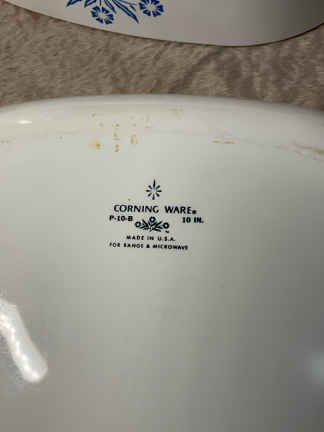 CORNING WARE®
P-10-B 10 IN.
MADE IN U.S.A.
FOR RANGE & MICROWAVE